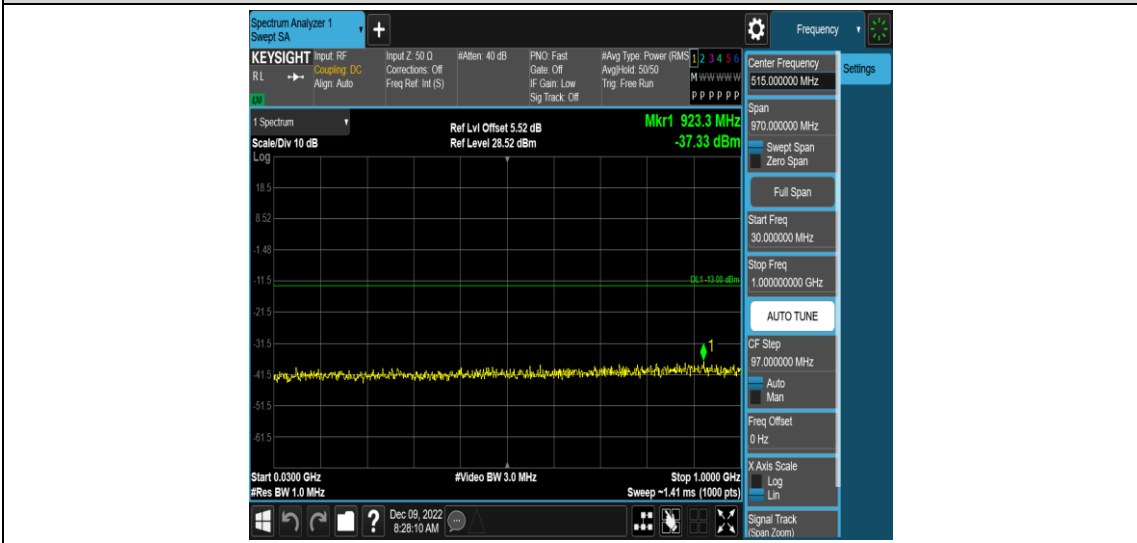 Spectrum Analyzer 1
Swept SA
Frequency
KEYSIGHT
RL
LXI
Input: RF
Coupling: DC
Align: Auto
Input Z: 50 Ω
Corrections: Off
Freq Ref: Int (S)
#Atten: 40 dB
PNO: Fast
Gate: Off
IF Gain: Low
Sig Track: Off
#Avg Type: Power (RMS
Avg|Hold: 50/50
Trig: Free Run
1 2 3 4 5 6
M W W W W W
P P P P P P
1 Spectrum
Scale/Div 10 dB
Log
Ref Lvl Offset 5.52 dB
Ref Level 28.52 dBm
Mkr1 923.3 MHz
-37.33 dBm
18.5
8.52
-1.48
-11.5
DL1 -13.00 dBm
-21.5
-31.5
1
-41.5
-51.5
-61.5
Start 0.0300 GHz
#Res BW 1.0 MHz
#Video BW 3.0 MHz
Stop 1.0000 GHz
Sweep ~1.41 ms (1000 pts)
?
Dec 09, 2022
8:28:10 AM
Center Frequency
515.000000 MHz
Settings
Span
970.000000 MHz
Swept Span
Zero Span
Full Span
Start Freq
30.000000 MHz
Stop Freq
1.000000000 GHz
AUTO TUNE
CF Step
97.000000 MHz
Auto
Man
Freq Offset
0 Hz
X Axis Scale
Log
Lin
Signal Track
(Span Zoom)